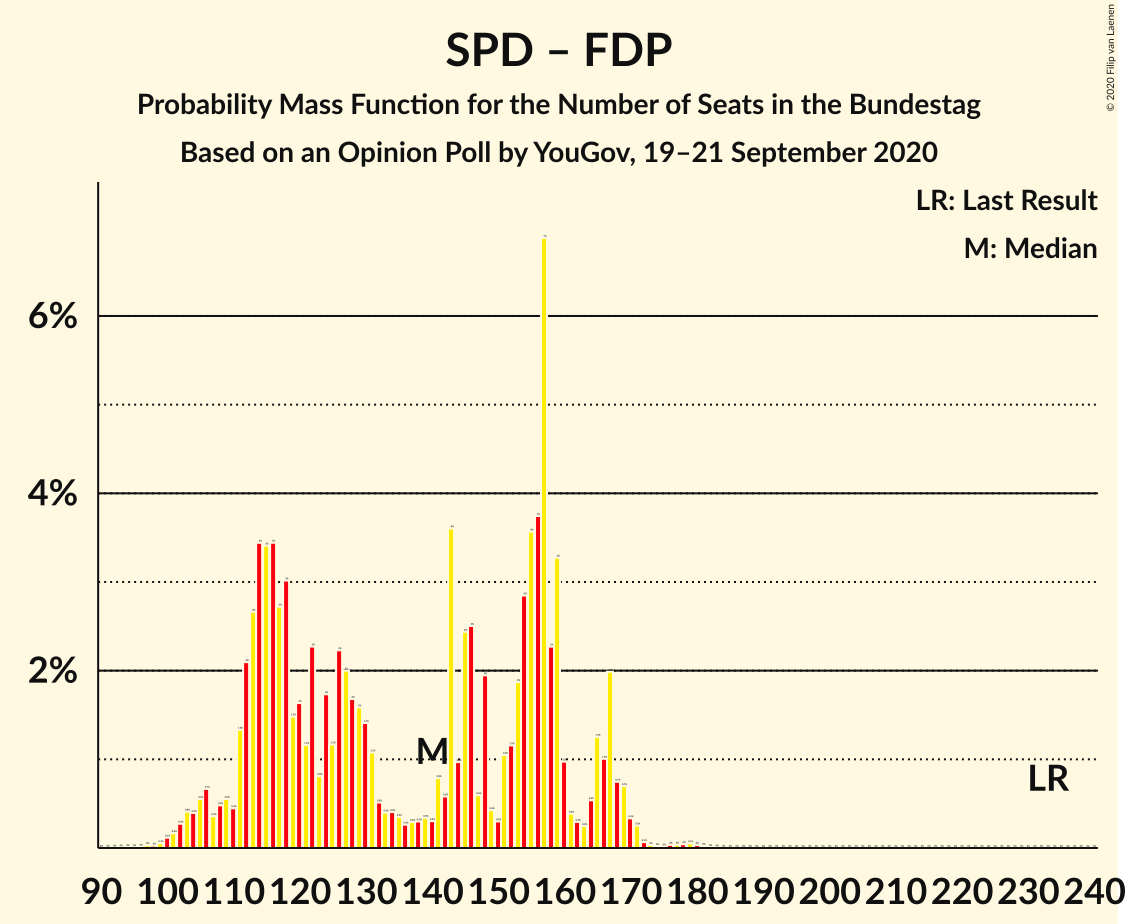 SPD – FDP
Probability Mass Function for the Number of Seats in the Bundestag
Based on an Opinion Poll by YouGov, 19–21 September 2020
© 2020 Filip van Laenen
LR: Last Result
M: Median
6%
4%
2%
M
LR
90 100 110 120 130 140 150 160 170 180 190 200 210 220 230 240